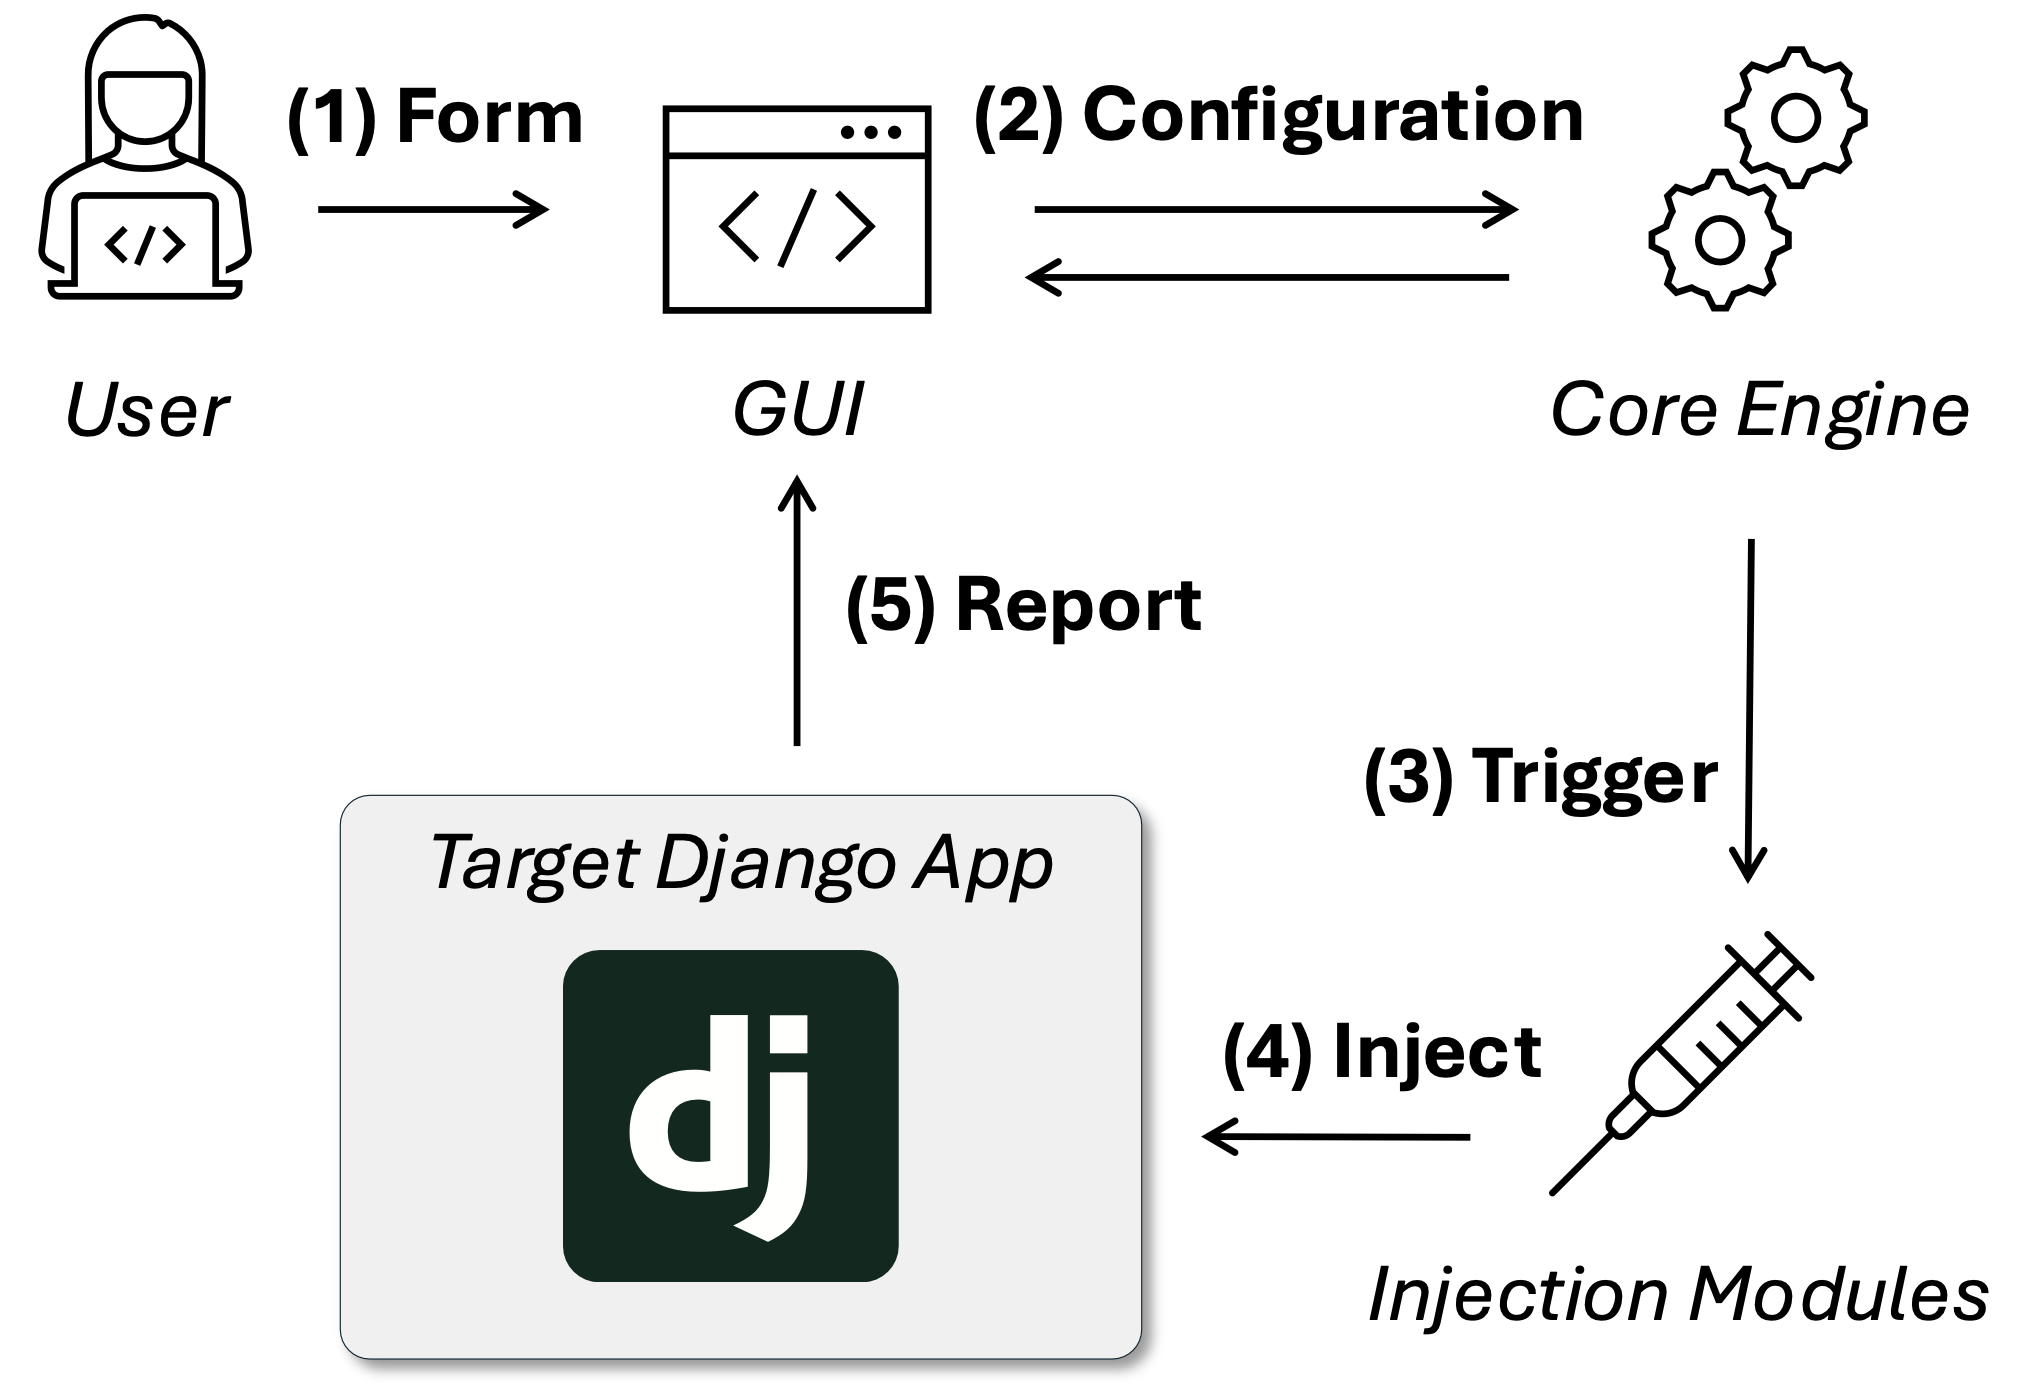 (1) Form
(2) Configuration
</>
</>
User
GUI
Core Engine
(5) Report
(3) Trigger
Target Django App
dj
(4) Inject
Injection Modules